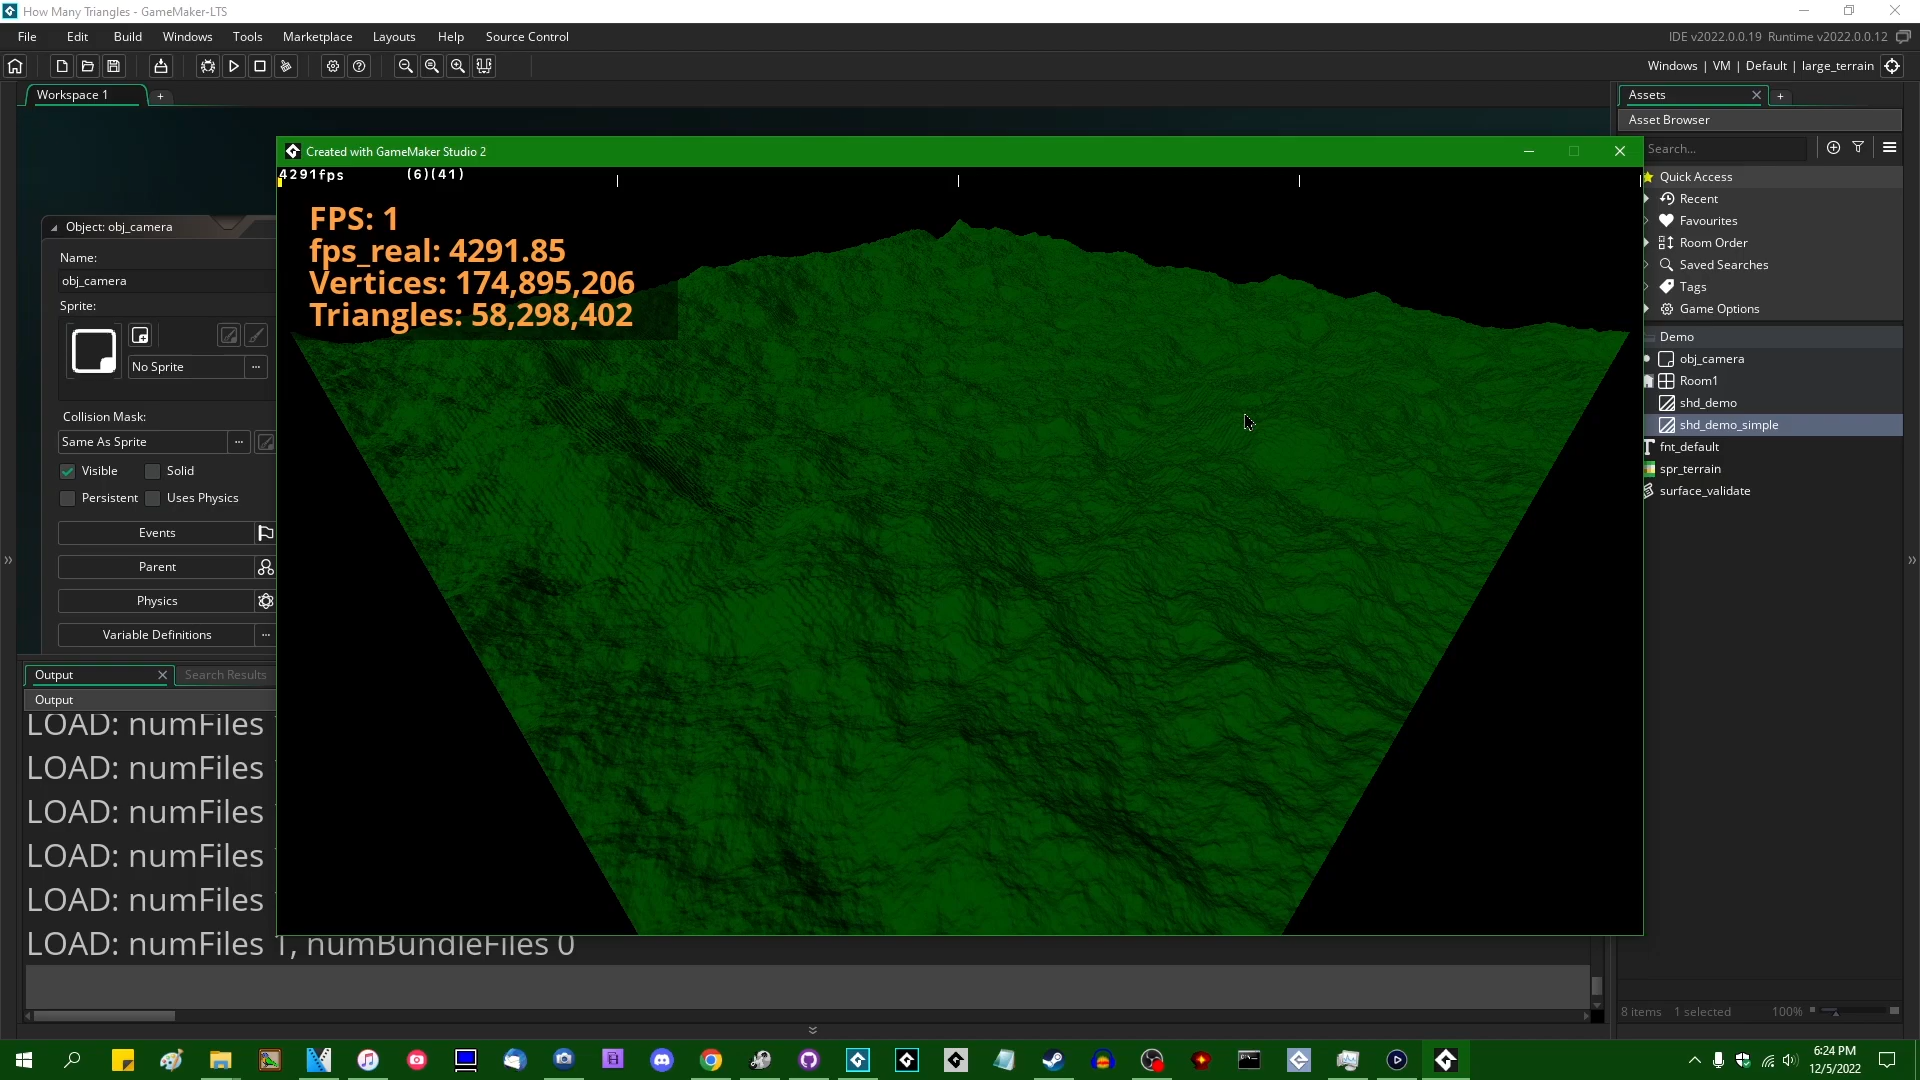 How Many Triangles - GameMaker-LTS
File Edit Build Windows Tools Marketplace Layouts Help Source Control
IDE v2022.0.0.19 Runtime v2022.0.0.12
Windows | VM | Default | large_terrain
Workspace 1
Assets
Asset Browser
Search...
Created with GameMaker Studio 2
4291fps (6)(41)
FPS: 1
fps_real: 4291.85
Vertices: 174,895,206
Triangles: 58,298,402
Object: obj_camera
Name:
obj_camera
Sprite:
No Sprite
Collision Mask:
Same As Sprite
Visible Solid
Persistent Uses Physics
Events
Parent
Physics
Variable Definitions
Quick Access
Recent
Favourites
Room Order
Saved Searches
Tags
Game Options
Demo
obj_camera
Room1
shd_demo
shd_demo_simple
fnt_default
spr_terrain
surface_validate
Output Search Results
Output
LOAD: numFiles
LOAD: numFiles
LOAD: numFiles
LOAD: numFiles
LOAD: numFiles
LOAD: numFiles 1, numBundleFiles 0
8 items 1 selected 100%
6:24 PM
12/5/2022